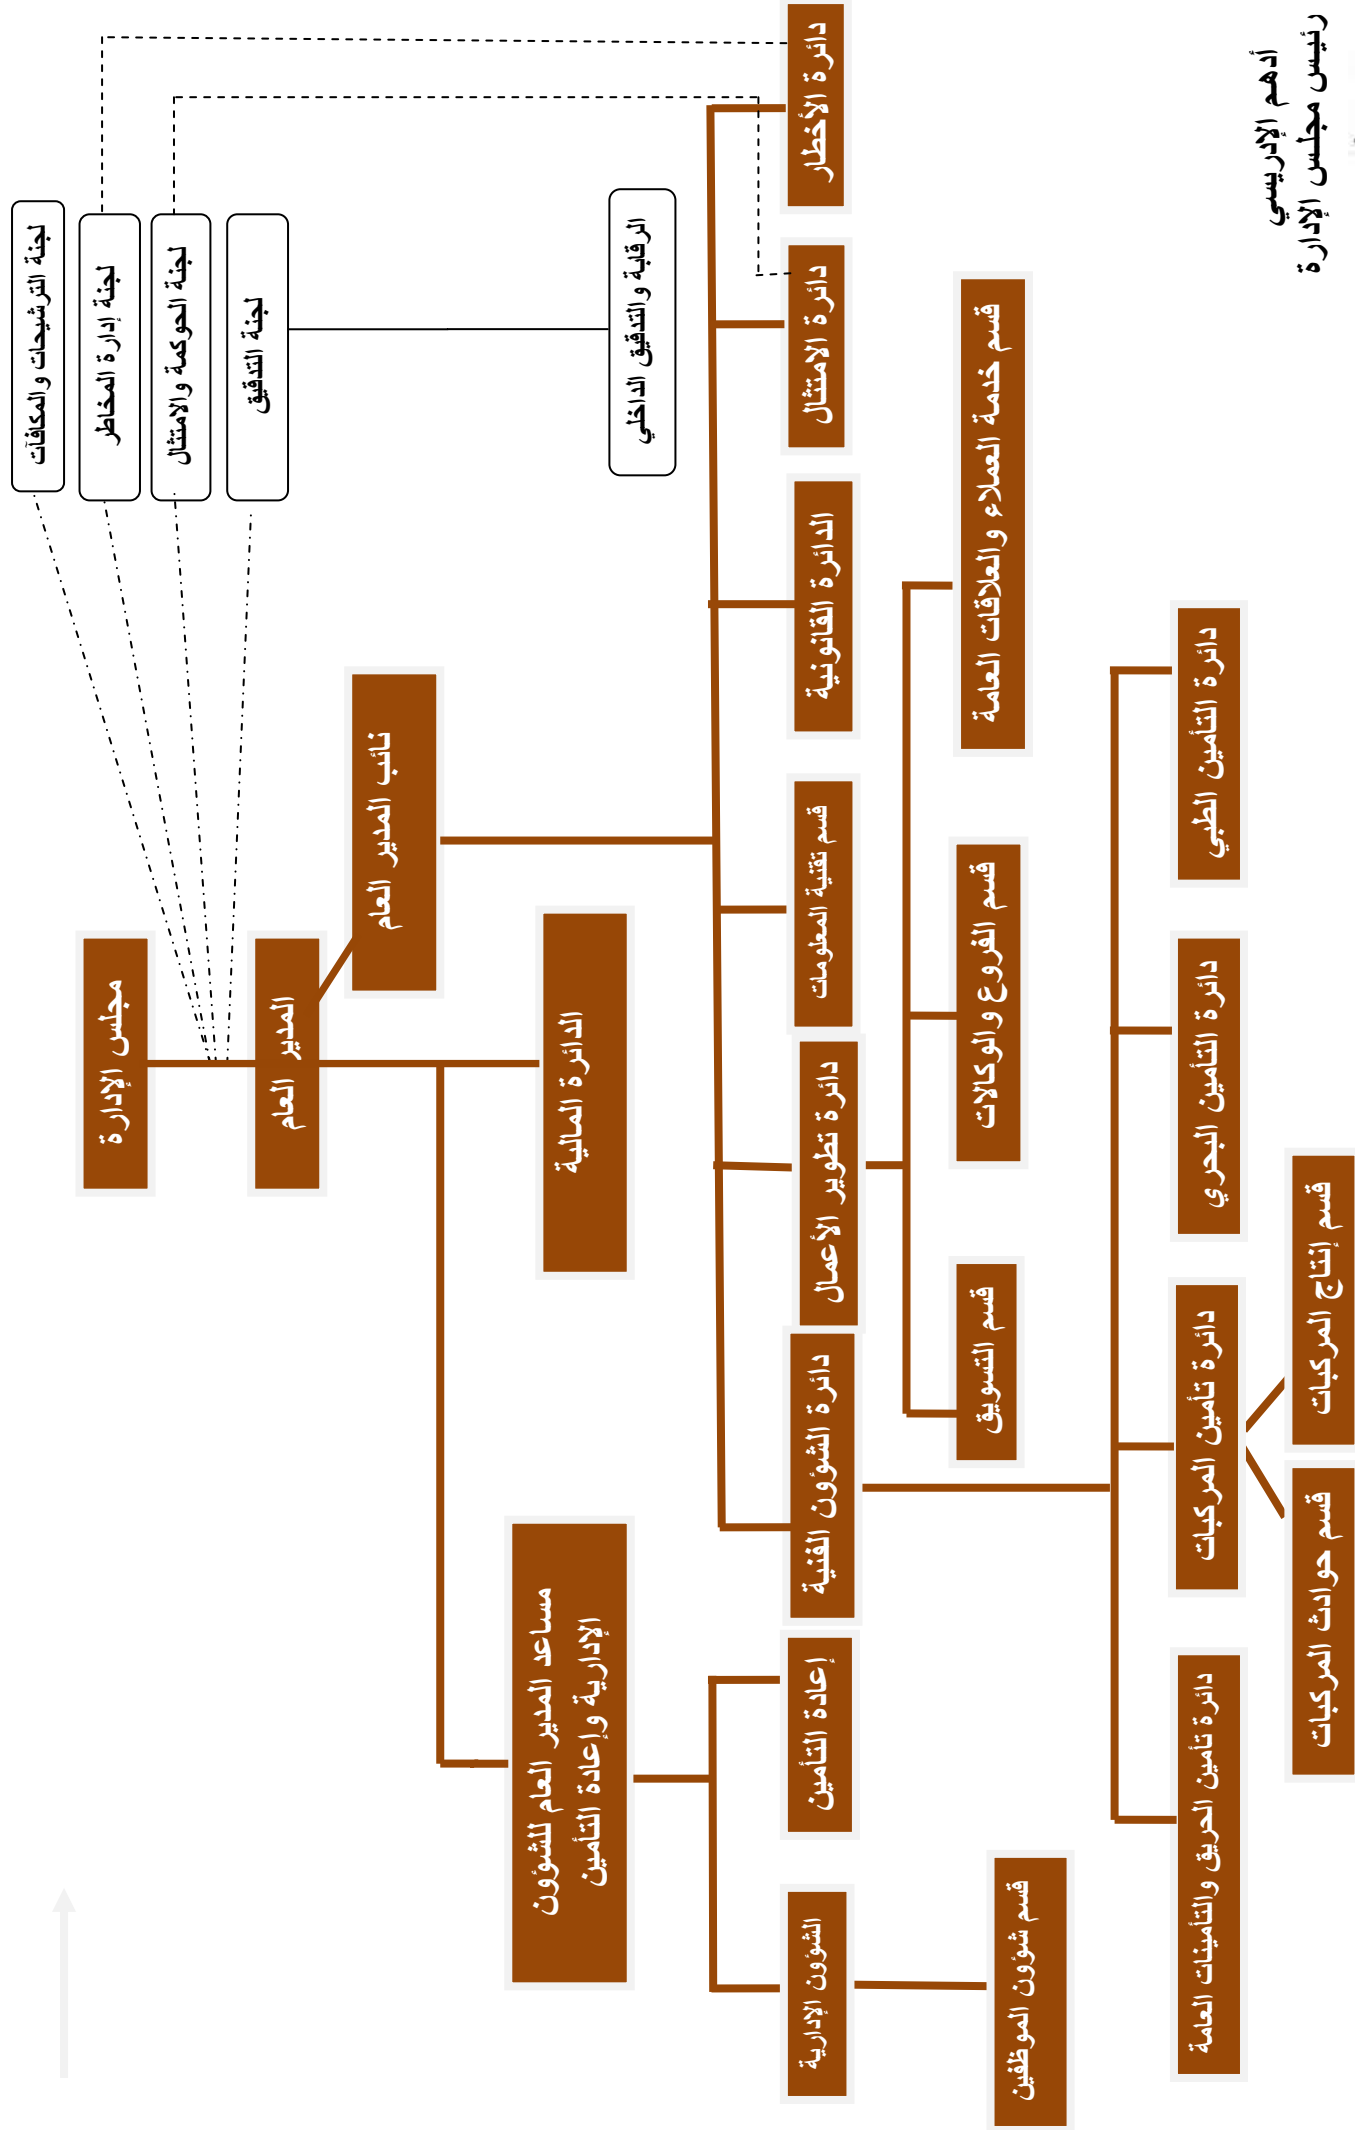 لجنة الترشيحات والمكافآت
لجنة إدارة المخاطر
لجنة الحوكمة والامتثال
لجنة التدقيق
مجلس الإدارة
المدير العام
نائب المدير العام
الرقابة والتدقيق الداخلي
الدائرة المالية
مساعد المدير العام للشؤون
الإدارية وإعادة التأمين
دائرة الأخطار
دائرة الامتثال
الدائرة القانونية
قسم تقنية المعلومات
دائرة تطوير الأعمال
دائرة الشؤون الفنية
إعادة التأمين
الشؤون الإدارية
قسم خدمة العملاء والعلاقات العامة
قسم الفروع والوكالات
قسم التسويق
قسم شؤون الموظفين
دائرة التأمين الطبي
دائرة التأمين البحري
دائرة تأمين المركبات
دائرة تأمين الحريق والتأمينات العامة
قسم إنتاج المركبات
قسم حوادث المركبات
أدهم الإدريسي
رئيس مجلس الإدارة